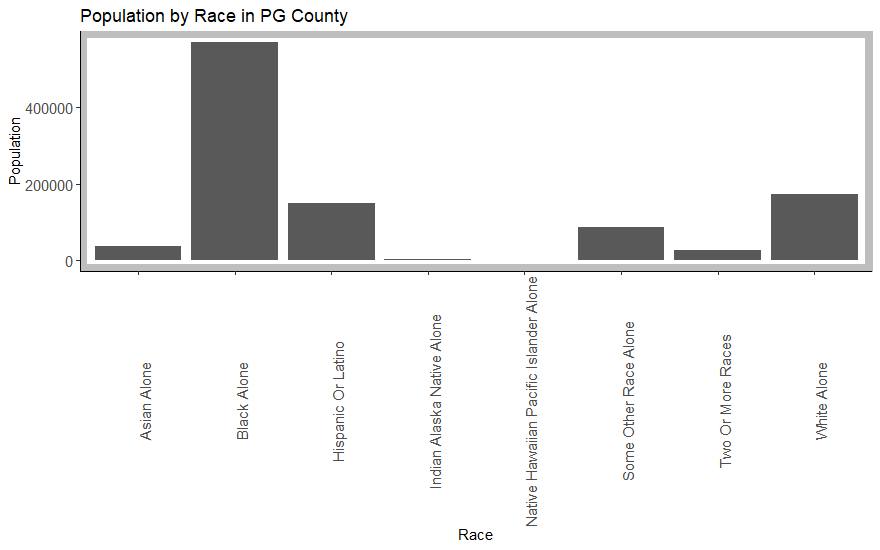 Population by Race in PG County
Population
400000
200000
0
Asian Alone
Black Alone
Hispanic Or Latino
Indian Alaska Native Alone
Native Hawaiian Pacific Islander Alone
Some Other Race Alone
Two Or More Races
White Alone
Race